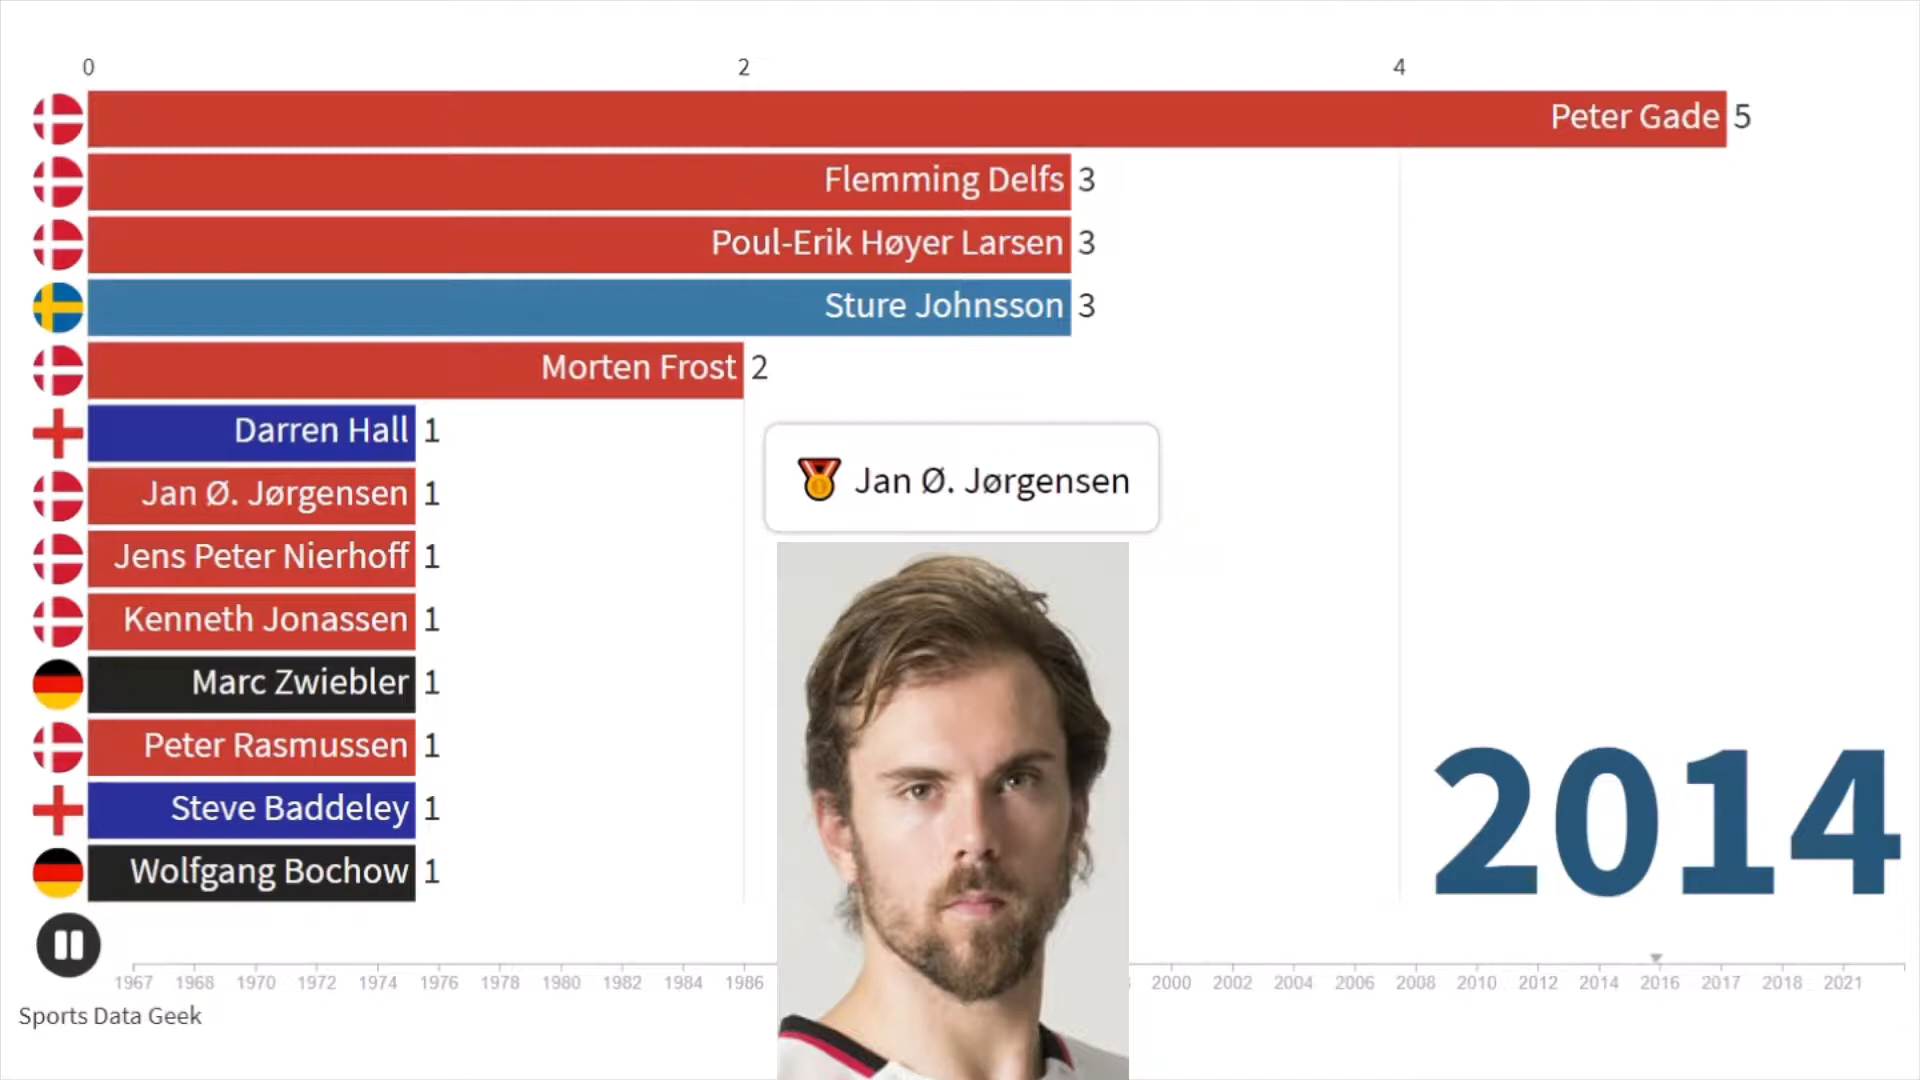 0 2 4
Peter Gade 5
Flemming Delfs 3
Poul-Erik Høyer Larsen 3
Sture Johnsson 3
Morten Frost 2
Darren Hall 1
Jan Ø. Jørgensen 1
Jens Peter Nierhoff 1
Kenneth Jonassen 1
Marc Zwiebler 1
Peter Rasmussen 1
Steve Baddeley 1
Wolfgang Bochow 1
Jan Ø. Jørgensen
2014
1967 1968 1970 1972 1974 1976 1978 1980 1982 1984 1986 2000 2002 2004 2006 2008 2010 2012 2014 2016 2017 2018 2021
Sports Data Geek